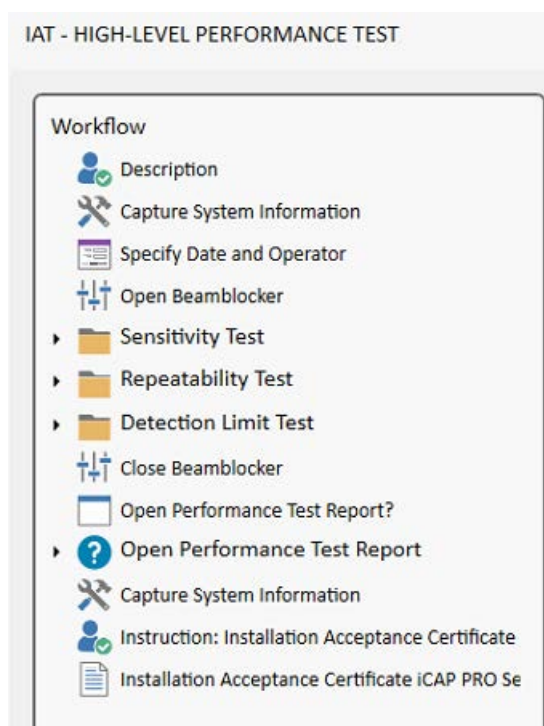 IAT - HIGH-LEVEL PERFORMANCE TEST
Workflow
Description
Capture System Information
Specify Date and Operator
Open Beamblocker
Sensitivity Test
Repeatability Test
Detection Limit Test
Close Beamblocker
Open Performance Test Report?
Open Performance Test Report
Capture System Information
Instruction: Installation Acceptance Certificate
Installation Acceptance Certificate iCAP PRO Se